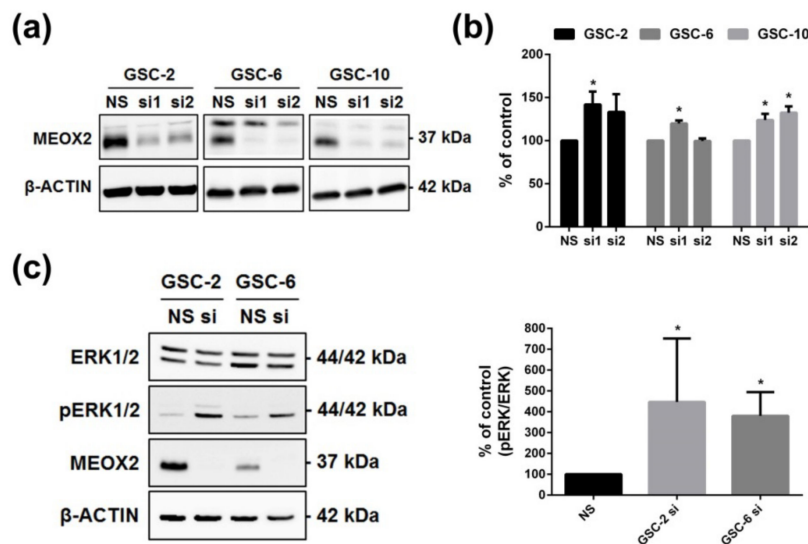 (a)
GSC-2 GSC-6 GSC-10
NS si1 si2 NS si1 si2 NS si1 si2
MEOX2 - 37 kDa
β-ACTIN - 42 kDa
(b)
GSC-2 GSC-6 GSC-10
% of control
200
150
100
50
0
NS si1 si2 NS si1 si2 NS si1 si2
* * * *
(c)
GSC-2 GSC-6
NS si NS si
ERK1/2 - 44/42 kDa
pERK1/2 - 44/42 kDa
MEOX2 - 37 kDa
β-ACTIN - 42 kDa
% of control
(pERK/ERK)
800
700
600
500
400
300
200
100
0
* *
NS GSC-2 si GSC-6 si